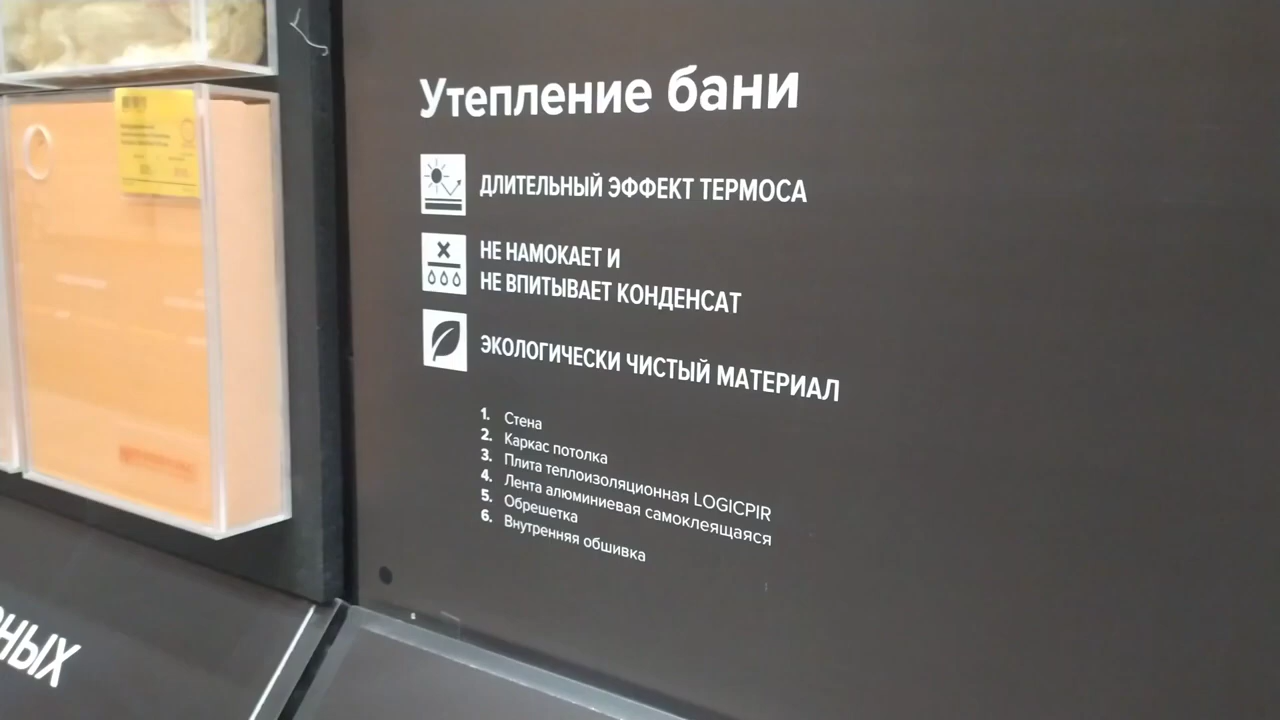 Утепление бани
ДЛИТЕЛЬНЫЙ ЭФФЕКТ ТЕРМОСА
НЕ НАМОКАЕТ И
НЕ ВПИТЫВАЕТ КОНДЕНСАТ
ЭКОЛОГИЧЕСКИ ЧИСТЫЙ МАТЕРИАЛ
1. Стена
2. Каркас потолка
3. Плита теплоизоляционная LOGICPIR
4. Лента алюминиевая самоклеящаяся
5. Обрешетка
6. Внутренняя обшивка